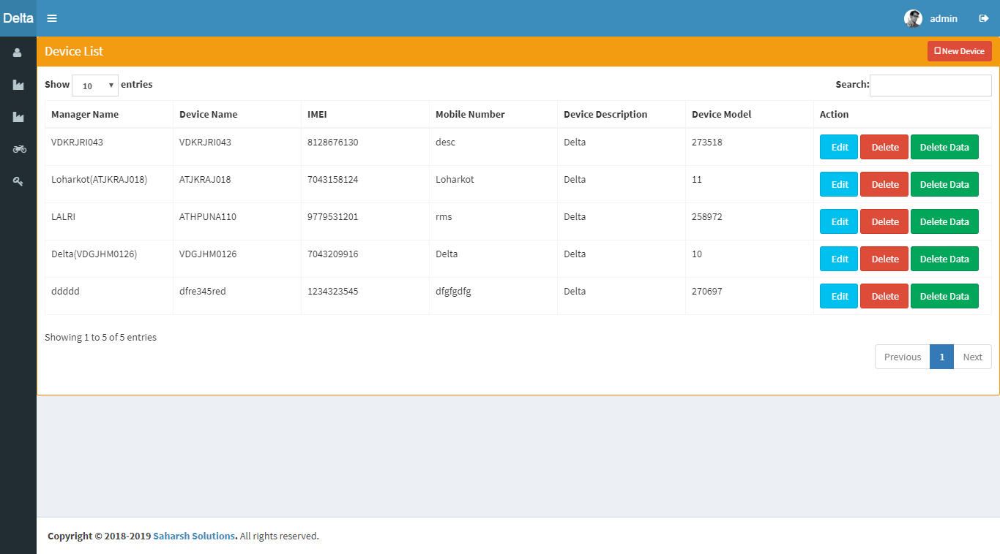 Delta
admin
Device List
New Device
Show 10 entries
Search:
Manager Name Device Name IMEI Mobile Number Device Description Device Model Action
VDKRJRI043 VDKRJRI043 8128676130 desc Delta 273518 Edit Delete Delete Data
Loharkot(ATJKRAJ018) ATJKRAJ018 7043158124 Loharkot Delta 11 Edit Delete Delete Data
LALRI ATHPUNA110 9779531201 rms Delta 258972 Edit Delete Delete Data
Delta(VDGJHM0126) VDGJHM0126 7043209916 Delta Delta 10 Edit Delete Delete Data
ddddd dfre345red 1234323545 dfgfgdfg Delta 270697 Edit Delete Delete Data
Showing 1 to 5 of 5 entries
Previous 1 Next
Copyright © 2018-2019 Saharsh Solutions. All rights reserved.